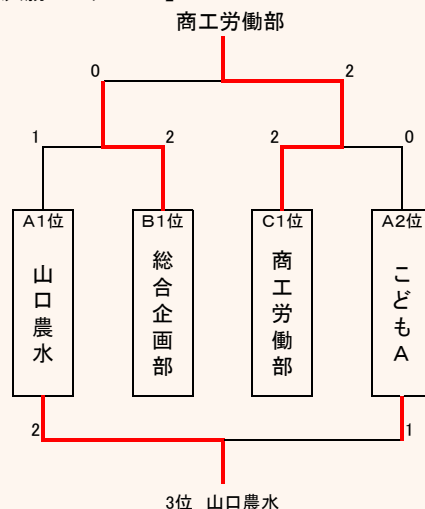 商工労働部
0 2
1 2 2 0
A1位 B1位 C1位 A2位
山口農水 総合企画部 商工労働部 こどもA
2 1
3位 山口農水